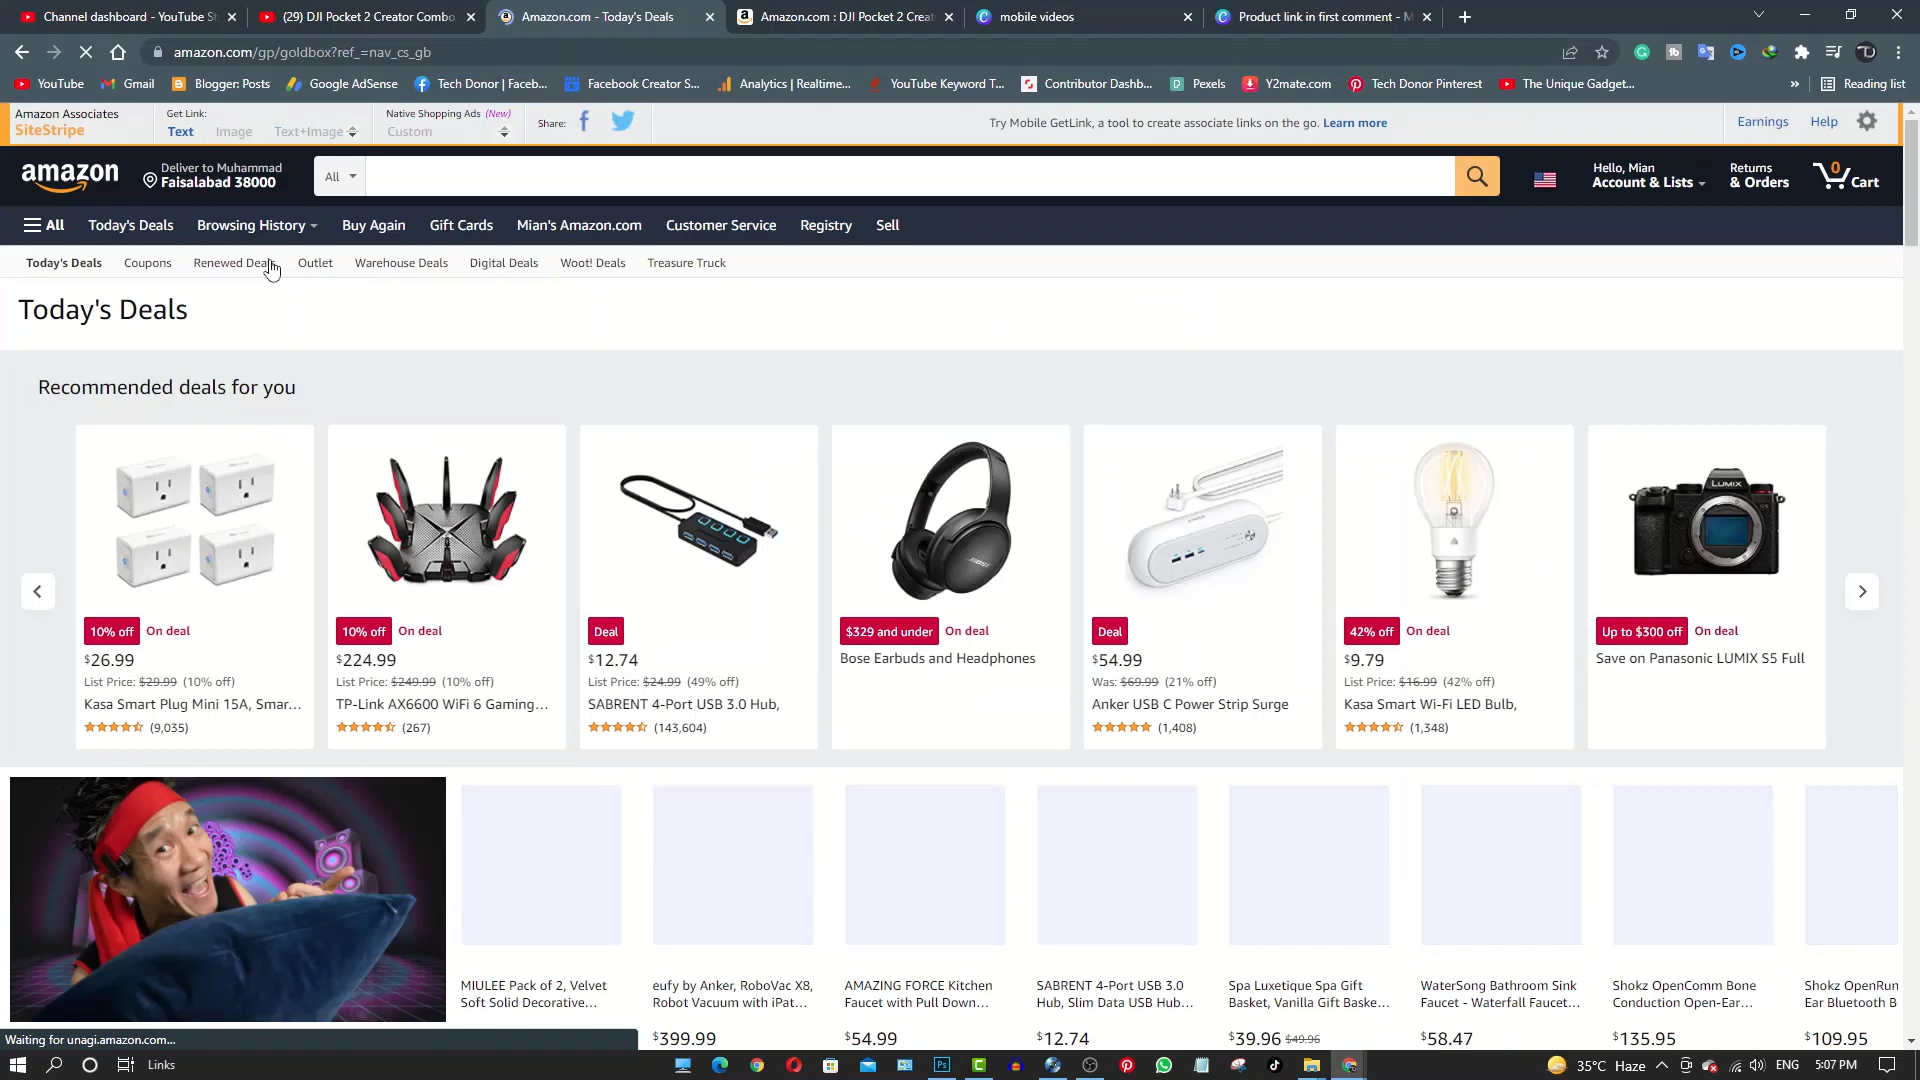 Channel dashboard - YouTube St
(29) DJI Pocket 2 Creator Combo
Amazon.com - Today's Deals
Amazon.com : DJI Pocket 2 Creat
mobile videos
Product link in first comment - M
amazon.com/gp/goldbox?ref_=nav_cs_gb
YouTube
Gmail
Blogger: Posts
Google AdSense
Tech Donor | Faceb...
Facebook Creator S...
Analytics | Realtime...
YouTube Keyword T...
Contributor Dashb...
Pexels
Y2mate.com
Tech Donor Pinterest
The Unique Gadget...
Reading list
Amazon Associates
SiteStripe
Get Link:
Text
Image
Text+Image
Native Shopping Ads (New)
Custom
Share:
Try Mobile GetLink, a tool to create associate links on the go. Learn more
Earnings
Help
amazon
Deliver to Muhammad
Faisalabad 38000
All
Hello, Mian
Account & Lists
Returns
& Orders
0
Cart
All
Today's Deals
Browsing History
Buy Again
Gift Cards
Mian's Amazon.com
Customer Service
Registry
Sell
Today's Deals
Coupons
Renewed Deals
Outlet
Warehouse Deals
Digital Deals
Woot! Deals
Treasure Truck
Today's Deals
Recommended deals for you
LUMIX
BOSE
10% off On deal
$26.99
List Price: $29.99 (10% off)
Kasa Smart Plug Mini 15A, Smar...
(9,035)
10% off On deal
$224.99
List Price: $249.99 (10% off)
TP-Link AX6600 WiFi 6 Gaming...
(267)
Deal
$12.74
List Price: $24.99 (49% off)
SABRENT 4-Port USB 3.0 Hub,
(143,604)
$329 and under On deal
Bose Earbuds and Headphones
Deal
$54.99
Was: $69.99 (21% off)
Anker USB C Power Strip Surge
(1,408)
42% off On deal
$9.79
List Price: $16.99 (42% off)
Kasa Smart Wi-Fi LED Bulb,
(1,348)
Up to $300 off On deal
Save on Panasonic LUMIX S5 Full
MIULEE Pack of 2, Velvet
Soft Solid Decorative...
eufy by Anker, RoboVac X8,
Robot Vacuum with iPat...
$399.99
AMAZING FORCE Kitchen
Faucet with Pull Down...
$54.99
SABRENT 4-Port USB 3.0
Hub, Slim Data USB Hub...
$12.74
Spa Luxetique Spa Gift
Basket, Vanilla Gift Baske...
$39.96 $49.96
WaterSong Bathroom Sink
Faucet - Waterfall Faucet...
$58.47
Shokz OpenComm Bone
Conduction Open-Ear...
$135.95
Shokz OpenRun
Ear Bluetooth B
$109.95
Waiting for unagi.amazon.com...
Links
35°C Haze
ENG
5:07 PM